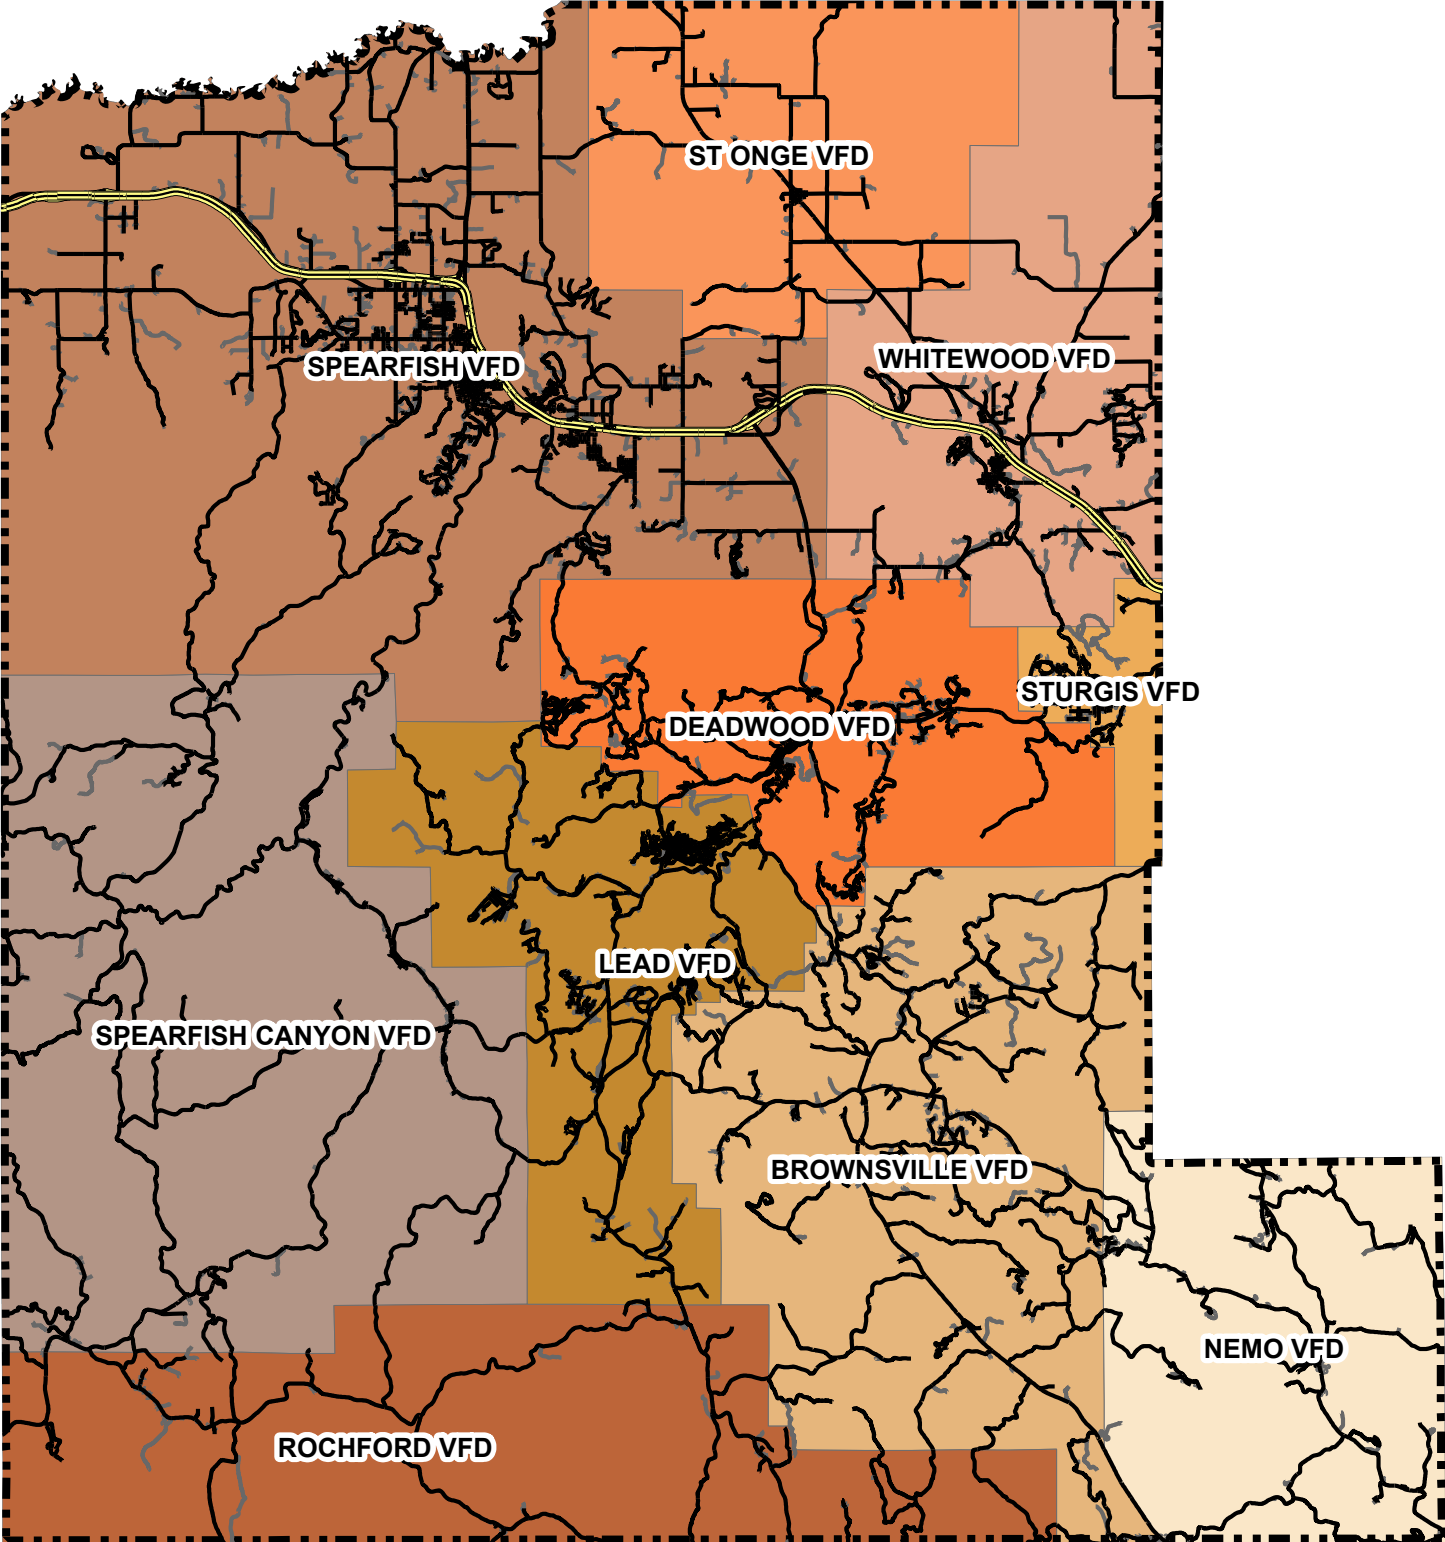 ST ONGE VFD
WHITEWOOD VFD
SPEARFISH VFD
STURGIS VFD
DEADWOOD VFD
LEAD VFD
SPEARFISH CANYON VFD
BROWNSVILLE VFD
NEMO VFD
ROCHFORD VFD